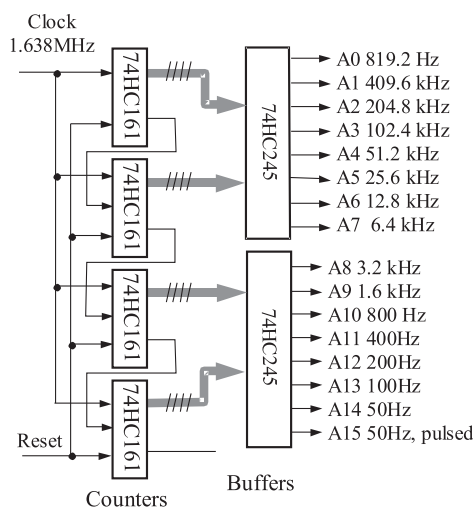 Clock
1.638MHz
74HC161
74HC161
74HC161
74HC161
74HC245
74HC245
A0 819.2 Hz
A1 409.6 kHz
A2 204.8 kHz
A3 102.4 kHz
A4 51.2 kHz
A5 25.6 kHz
A6 12.8 kHz
A7 6.4 kHz
A8 3.2 kHz
A9 1.6 kHz
A10 800 Hz
A11 400Hz
A12 200Hz
A13 100Hz
A14 50Hz
A15 50Hz, pulsed
Reset
Counters
Buffers